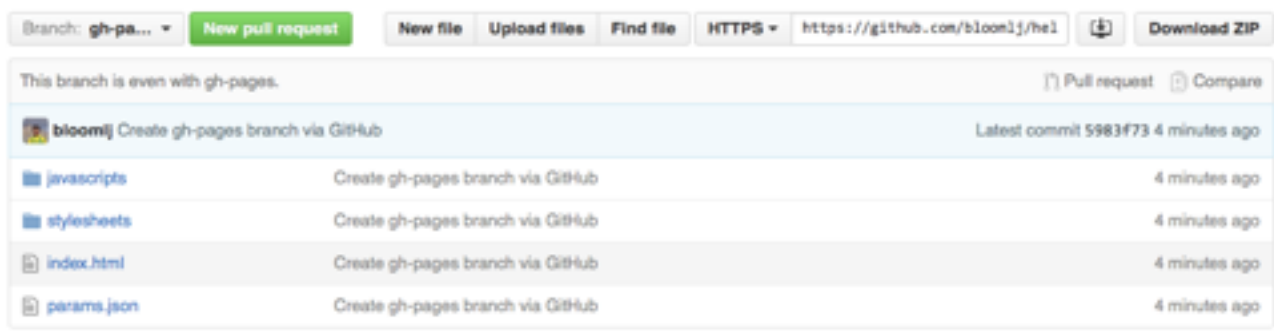 Branch: gh-pa... New pull request New file Upload files Find file HTTPS https://github.com/bloomlj/hel Download ZIP
This branch is even with gh-pages. Pull request Compare
bloomlj Create gh-pages branch via GitHub Latest commit 5983f73 4 minutes ago
javascripts Create gh-pages branch via GitHub 4 minutes ago
stylesheets Create gh-pages branch via GitHub 4 minutes ago
index.html Create gh-pages branch via GitHub 4 minutes ago
params.json Create gh-pages branch via GitHub 4 minutes ago